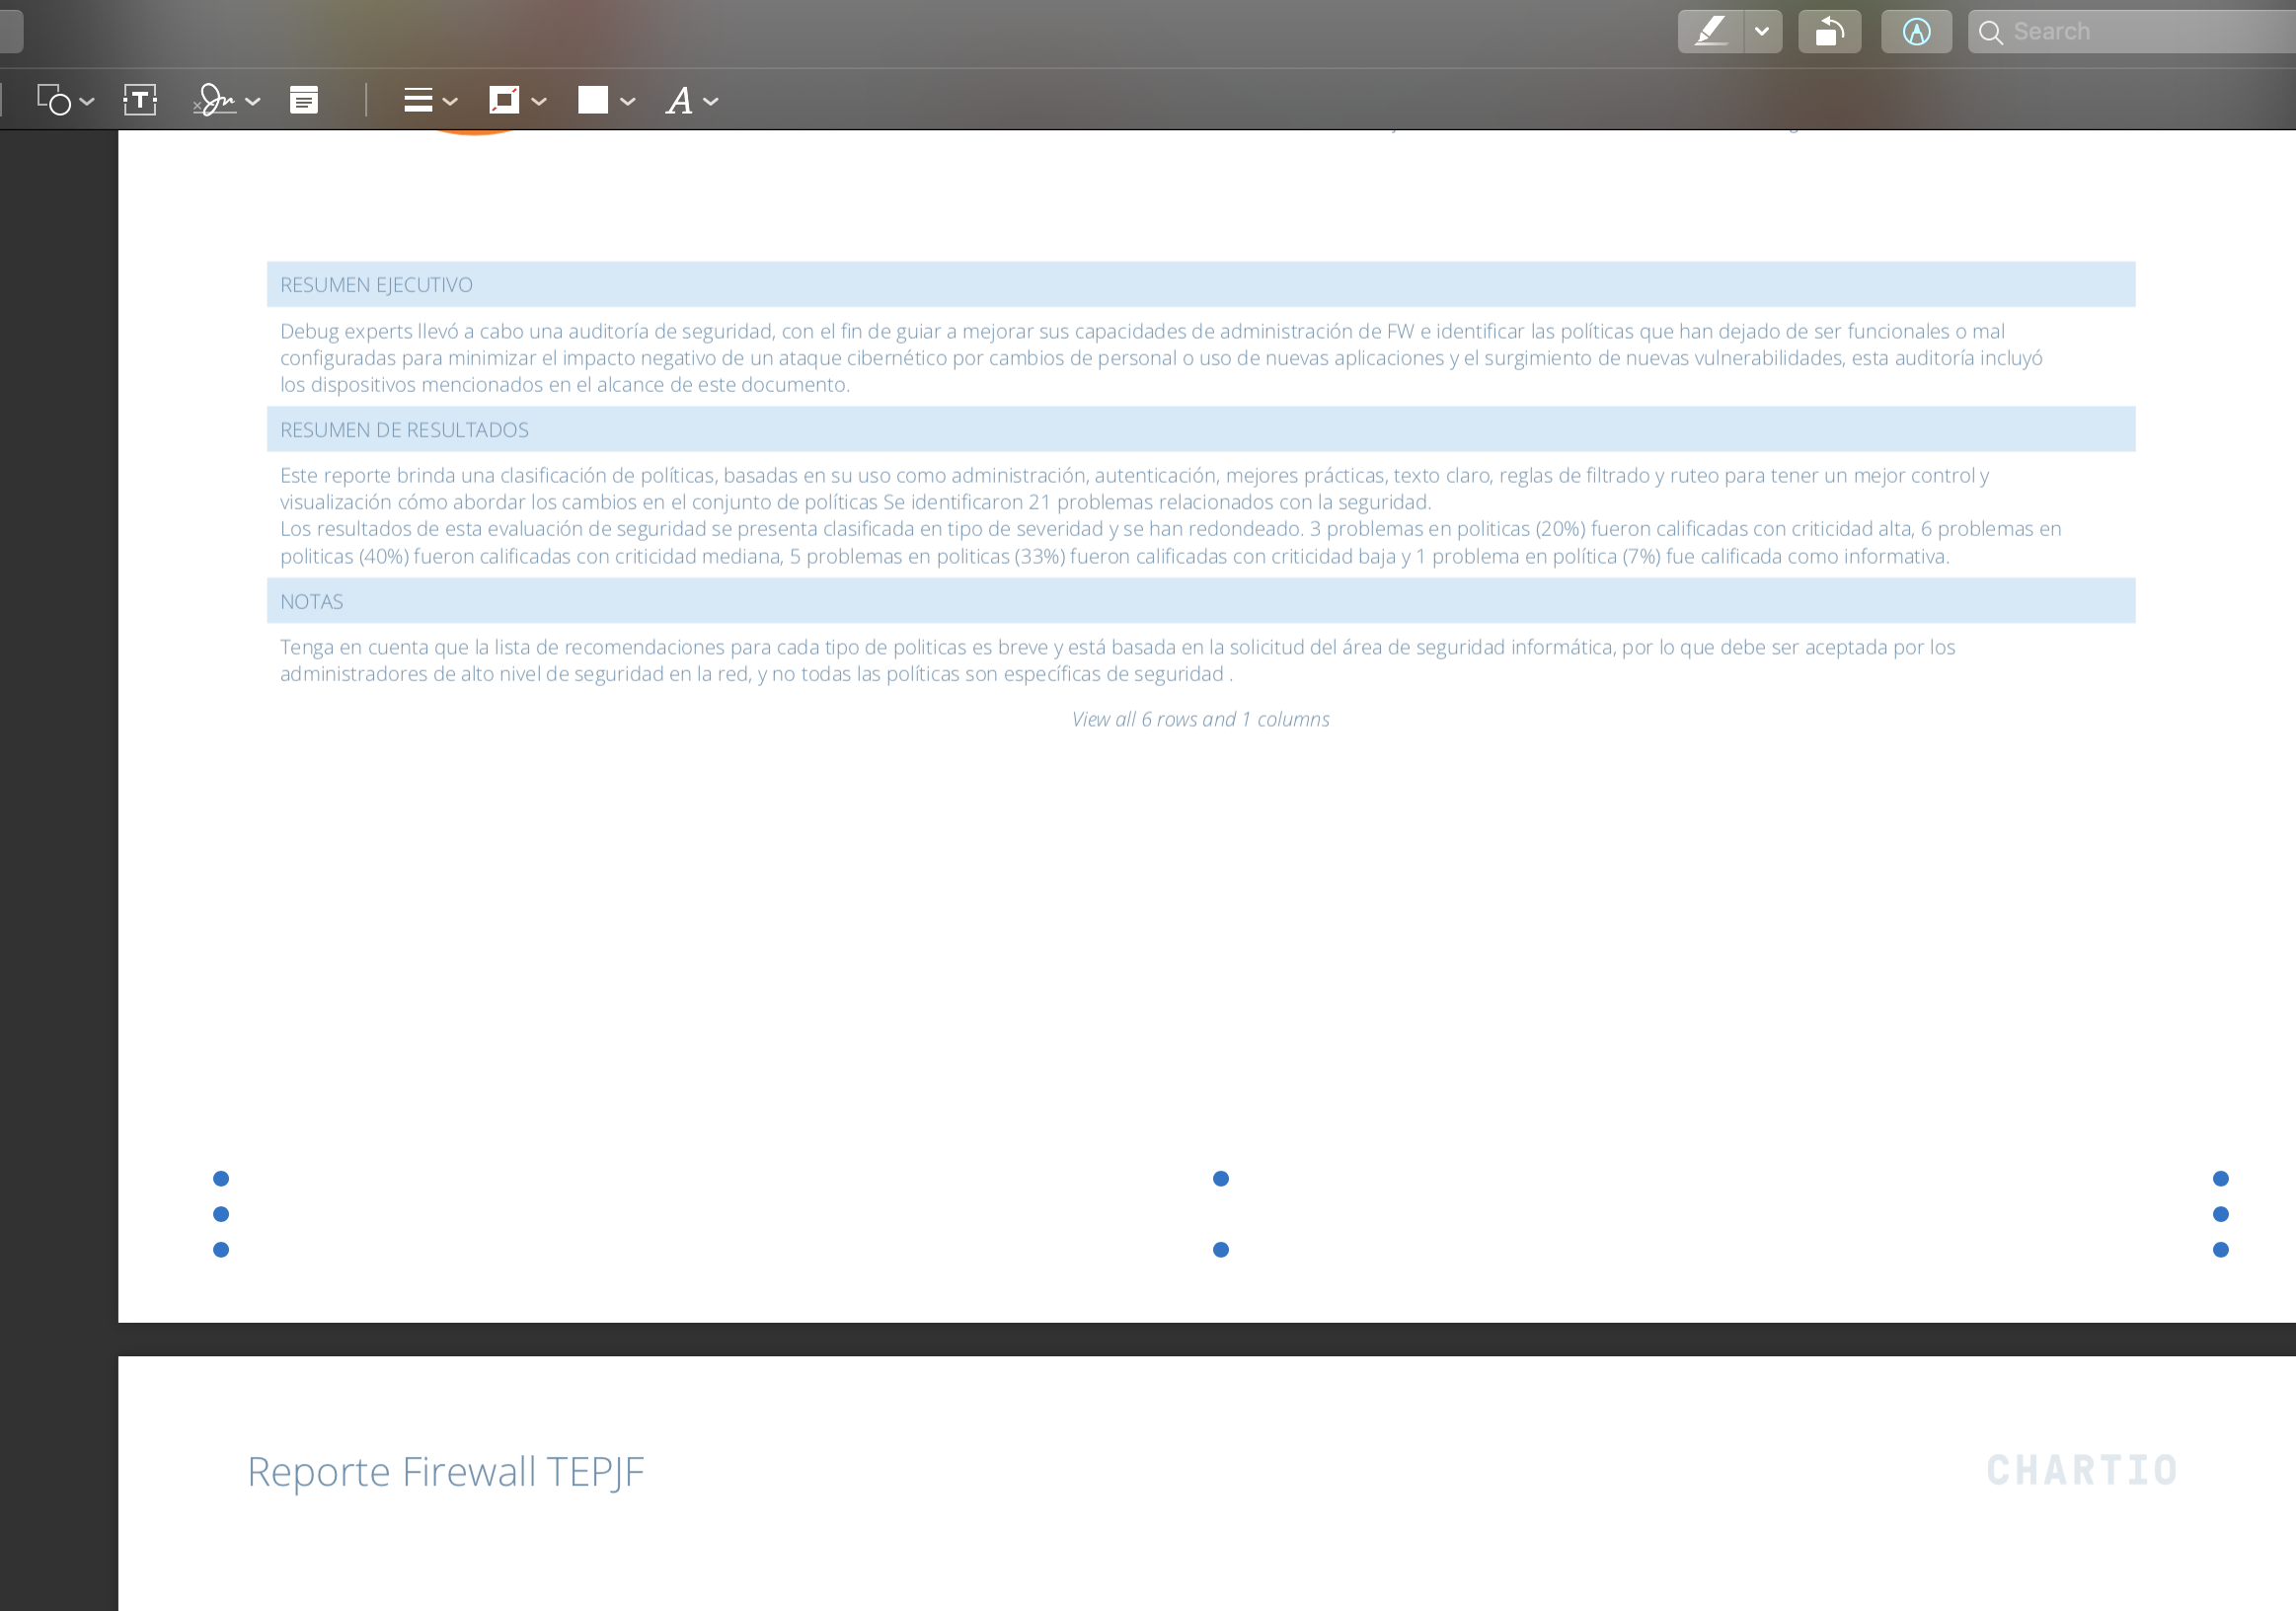 Search
RESUMEN EJECUTIVO
Debug experts llevó a cabo una auditoría de seguridad, con el fin de guiar a mejorar sus capacidades de administración de FW e identificar las políticas que han dejado de ser funcionales o mal
configuradas para minimizar el impacto negativo de un ataque cibernético por cambios de personal o uso de nuevas aplicaciones y el surgimiento de nuevas vulnerabilidades, esta auditoría incluyó
los dispositivos mencionados en el alcance de este documento.
RESUMEN DE RESULTADOS
Este reporte brinda una clasificación de políticas, basadas en su uso como administración, autenticación, mejores prácticas, texto claro, reglas de filtrado y ruteo para tener un mejor control y
visualización cómo abordar los cambios en el conjunto de políticas Se identificaron 21 problemas relacionados con la seguridad.
Los resultados de esta evaluación de seguridad se presenta clasificada en tipo de severidad y se han redondeado. 3 problemas en politicas (20%) fueron calificadas con criticidad alta, 6 problemas en
politicas (40%) fueron calificadas con criticidad mediana, 5 problemas en politicas (33%) fueron calificadas con criticidad baja y 1 problema en política (7%) fue calificada como informativa.
NOTAS
Tenga en cuenta que la lista de recomendaciones para cada tipo de politicas es breve y está basada en la solicitud del área de seguridad informática, por lo que debe ser aceptada por los
administradores de alto nivel de seguridad en la red, y no todas las políticas son específicas de seguridad .
View all 6 rows and 1 columns
Reporte Firewall TEPJF
CHARTIO